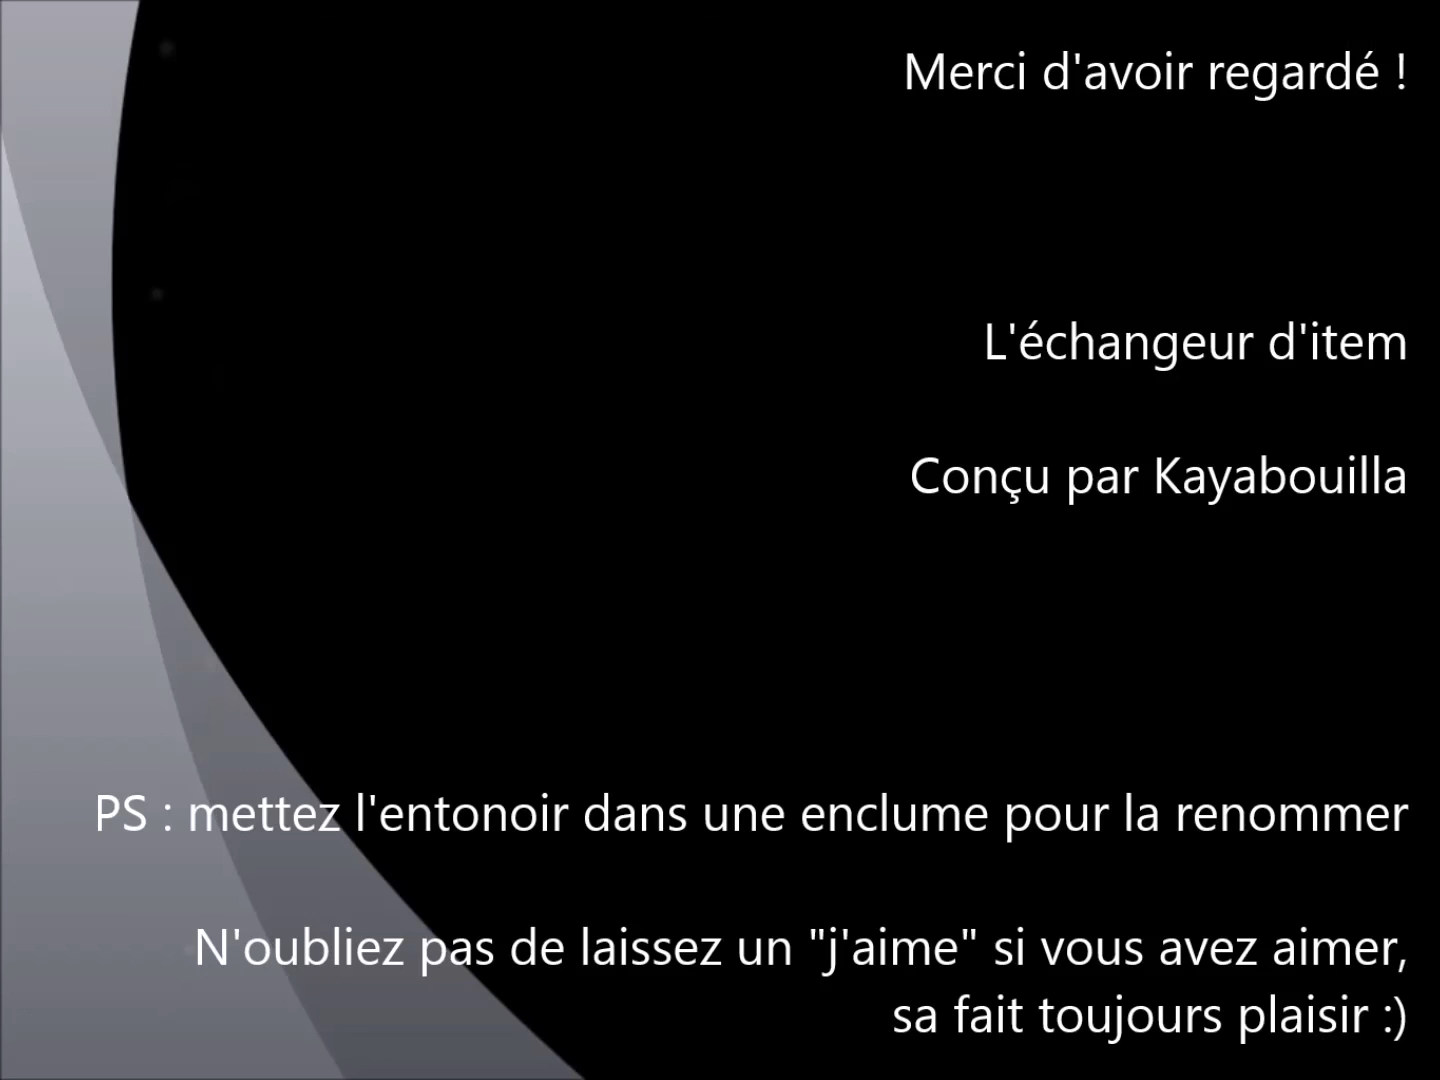 Merci d'avoir regardé !
L'échangeur d'item
Conçu par Kayabouilla
PS : mettez l'entonoir dans une enclume pour la renommer
N'oubliez pas de laissez un "j'aime" si vous avez aimer,
sa fait toujours plaisir :)